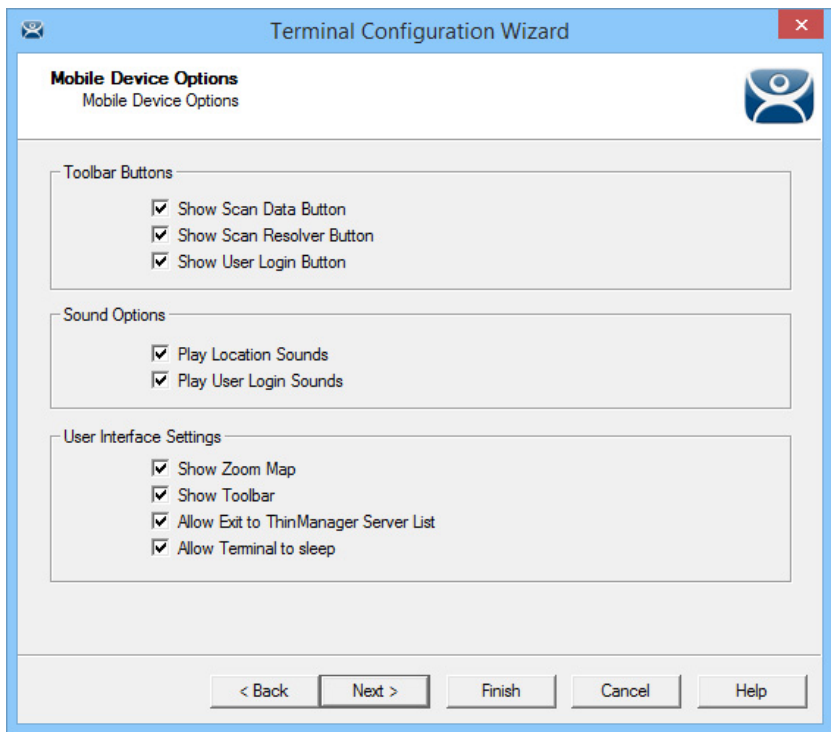 Terminal Configuration Wizard
Mobile Device Options
Mobile Device Options
Toolbar Buttons
Show Scan Data Button
Show Scan Resolver Button
Show User Login Button
Sound Options
Play Location Sounds
Play User Login Sounds
User Interface Settings
Show Zoom Map
Show Toolbar
Allow Exit to ThinManager Server List
Allow Terminal to sleep
< Back Next > Finish Cancel Help